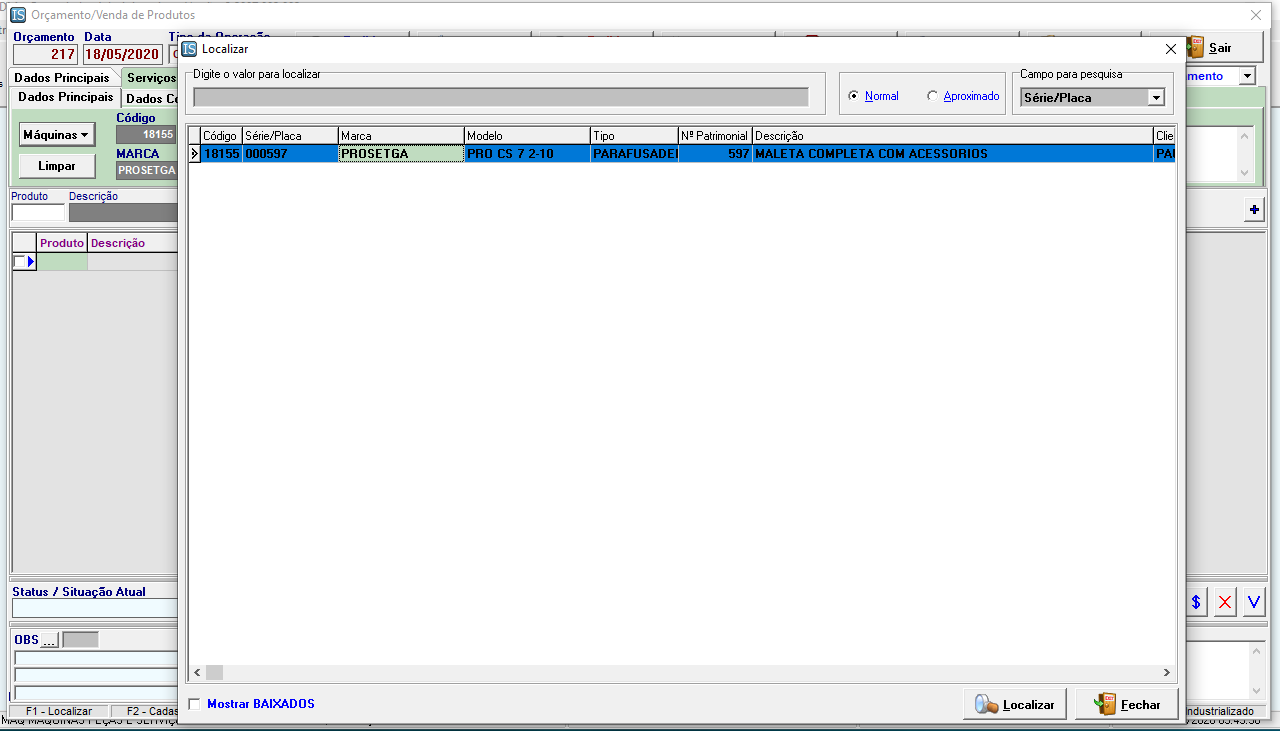 Orçamento/Venda de Produtos
Orçamento Data Tipo da Operação
217 18/05/2020
Sair
Localizar
Dados Principais Serviços
Dados Principais Dados
mento
Digite o valor para localizar
Normal Aproximado
Campo para pesquisa
Série/Placa
Máquinas
Código
18155
Limpar
MARCA
PROSETGA
Código Série/Placa Marca Modelo Tipo Nº Patrimonial Descrição Clie
18155 000597 PROSETGA PRO CS 7 2-10 PARAFUSADEI 597 MALETA COMPLETA COM ACESSORIOS PAI
Produto Descrição
+
Produto Descrição
Status / Situação Atual
$ X V
OBS ...
Mostrar BAIXADOS
Localizar Fechar
F1 - Localizar F2 - Cadas
ndustrializado